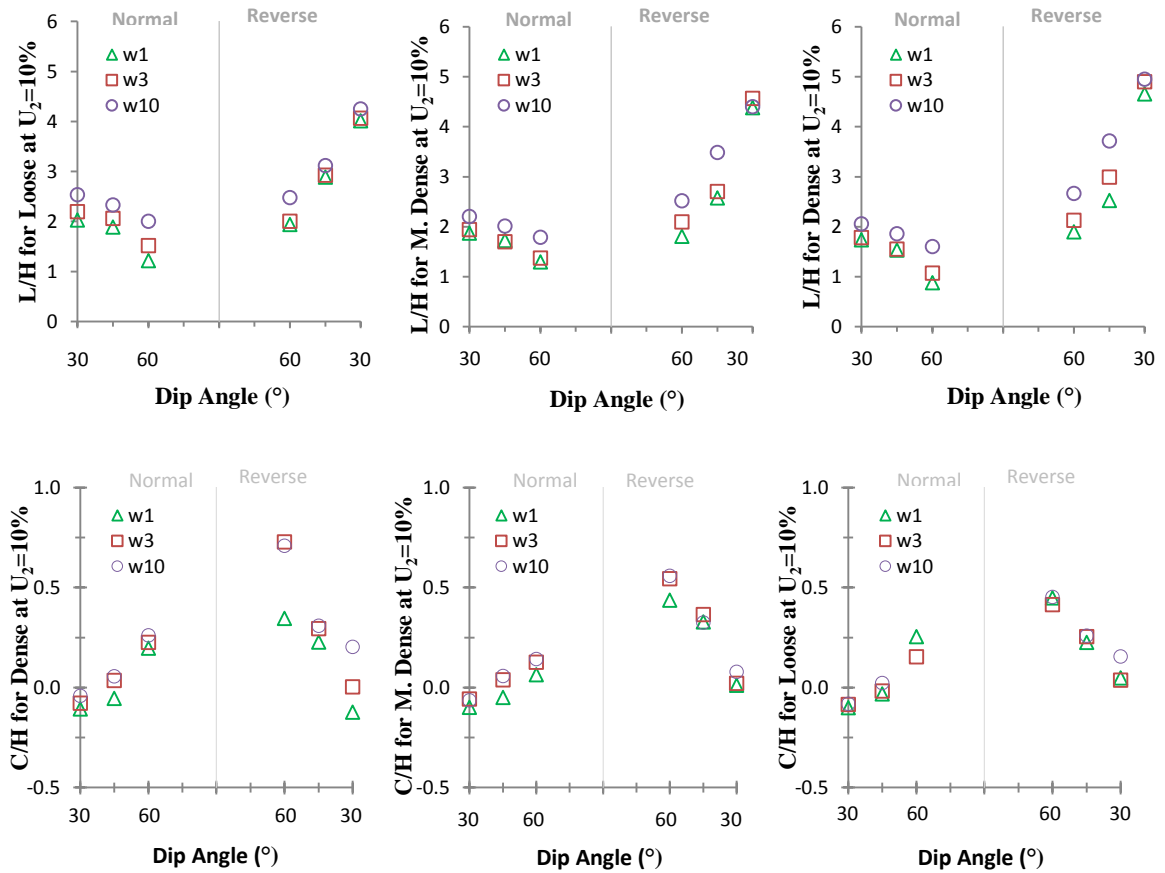 Normal Reverse
L/H for Loose at U2=10%
6
5
4
3
2
1
0
w1
w3
w10
30 60 60 30
Dip Angle (°)
Normal Reverse
L/H for M. Dense at U2=10%
6
5
4
3
2
1
0
w1
w3
w10
30 60 60 30
Dip Angle (°)
Normal Reverse
L/H for Dense at U2=10%
6
5
4
3
2
1
0
w1
w3
w10
30 60 60 30
Dip Angle (°)
Normal Reverse
C/H for Dense at U2=10%
1.0
0.5
0.0
-0.5
w1
w3
w10
30 60 60 30
Dip Angle (°)
Normal Reverse
C/H for M. Dense at U2=10%
1.0
0.5
0.0
-0.5
w1
w3
w10
30 60 60 30
Dip Angle (°)
Normal Reverse
C/H for Loose at U2=10%
1.0
0.5
0.0
-0.5
w1
w3
w10
30 60 60 30
Dip Angle (°)